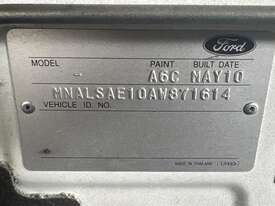 Ford
MODEL PAINT BUILT DATE
A6C MAY10
MNALSAE10AW871614
VEHICLE ID. NO.
MADE IN THAILAND